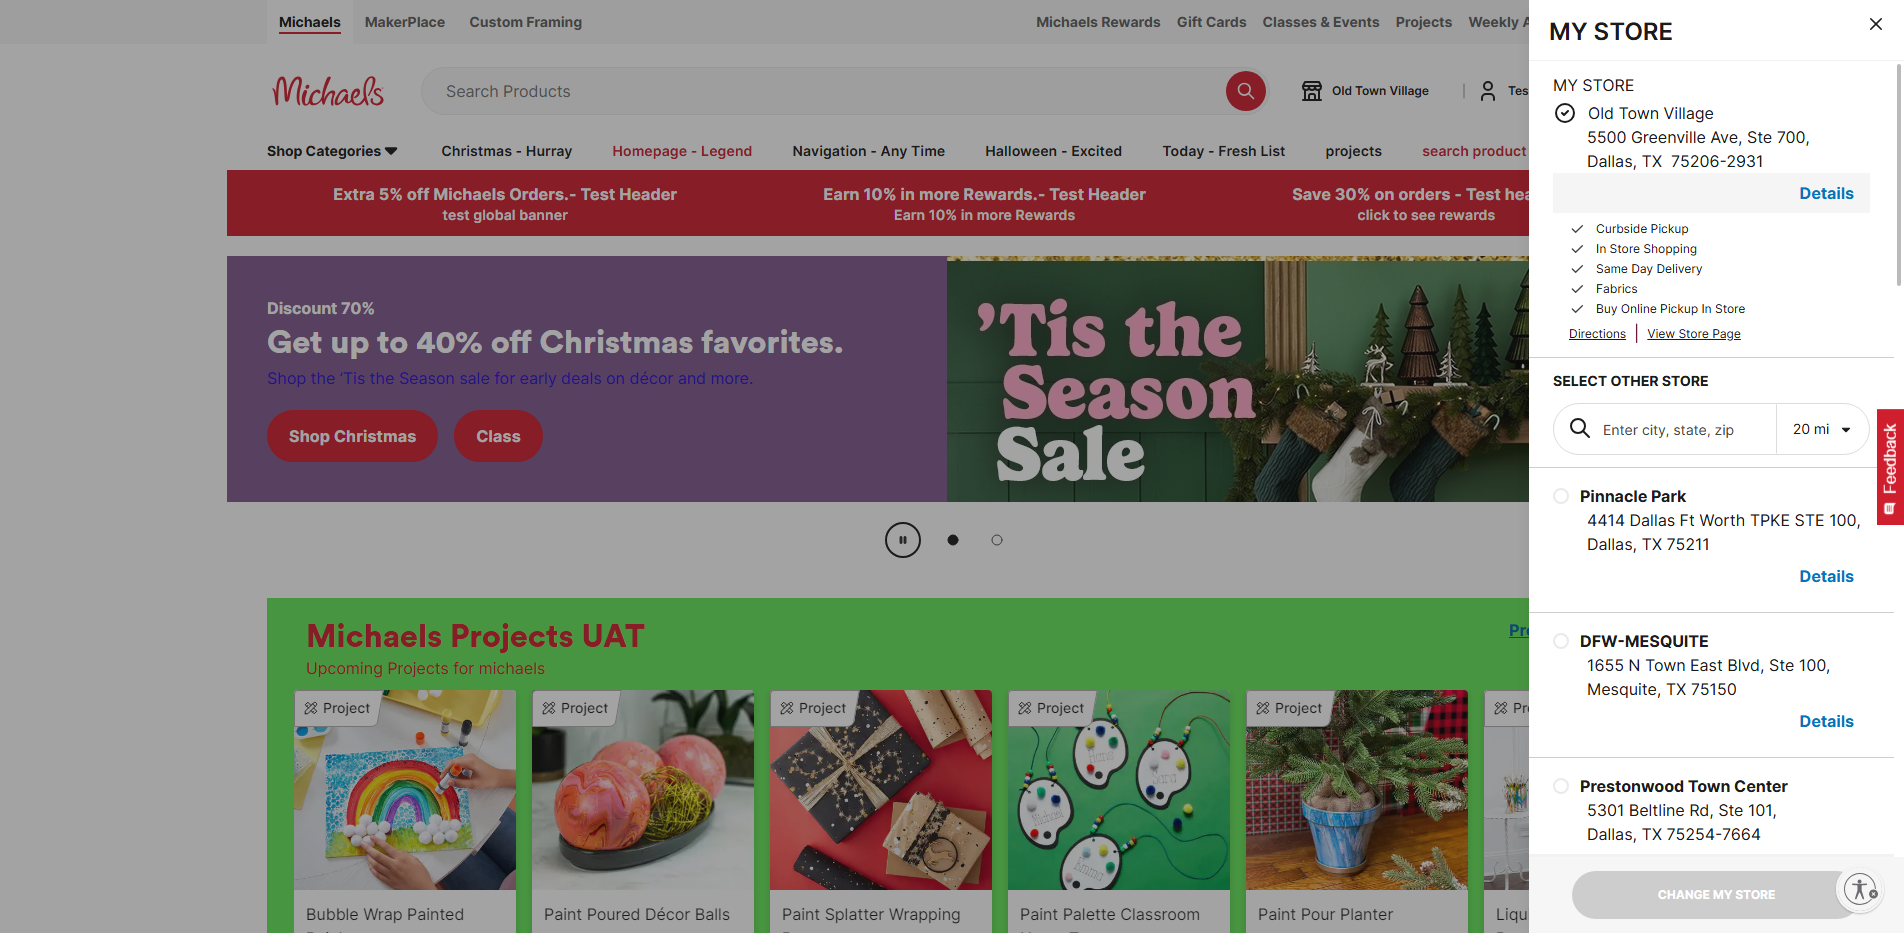 Michaels
MakerPlace
Custom Framing
Michaels Rewards
Gift Cards
Classes & Events
Projects
Weekly
Michaels
Search Products
Old Town Village
Shop Categories
Christmas - Hurray
Homepage - Legend
Navigation - Any Time
Halloween - Excited
Today - Fresh List
projects
search product
Extra 5% off Michaels Orders.- Test Header
test global banner
Earn 10% in more Rewards.- Test Header
Earn 10% in more Rewards
Save 30% on orders - Test
click to see rewards
Discount 70%
Get up to 40% off Christmas favorites.
Shop the 'Tis the Season sale for early deals on décor and more.
Shop Christmas
Class
’Tis the
Season
Sale
Michaels Projects UAT
Upcoming Projects for michaels
Project
Project
Project
Project
Project
Bubble Wrap Painted
Paint Poured Décor Balls
Paint Splatter Wrapping
Paint Palette Classroom
Paint Pour Planter
MY STORE
MY STORE
Old Town Village
5500 Greenville Ave, Ste 700,
Dallas, TX 75206-2931
Details
Curbside Pickup
In Store Shopping
Same Day Delivery
Fabrics
Buy Online Pickup In Store
Directions | View Store Page
SELECT OTHER STORE
Enter city, state, zip
20 mi
Feedback
Pinnacle Park
4414 Dallas Ft Worth TPKE STE 100,
Dallas, TX 75211
Details
DFW-MESQUITE
1655 N Town East Blvd, Ste 100,
Mesquite, TX 75150
Details
Prestonwood Town Center
5301 Beltline Rd, Ste 101,
Dallas, TX 75254-7664
CHANGE MY STORE